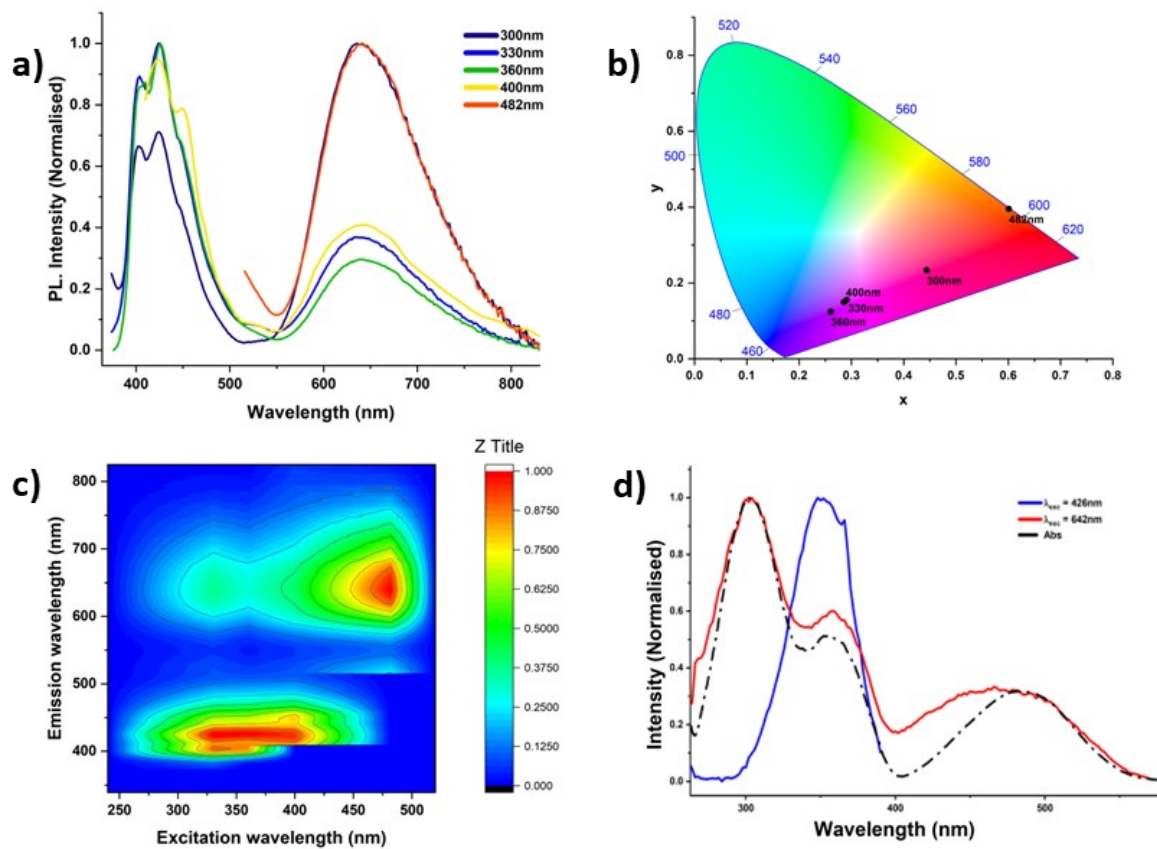 a)
300nm
330nm
360nm
400nm
482nm
1.0
0.8
0.6
0.4
0.2
0.0
PL. Intensity (Normalised)
400 500 600 700 800
Wavelength (nm)
b)
520
540
560
580
600
620
500
480
460
482nm
300nm
400nm
330nm
360nm
0.8
0.6
0.4
0.2
0.0
y
0.0 0.1 0.2 0.3 0.4 0.5 0.6 0.7 0.8
x
c)
Z Title
1.000
0.8750
0.7500
0.6250
0.5000
0.3750
0.2500
0.1250
0.000
800
700
600
500
400
Emission wavelength (nm)
250 300 350 400 450 500
Excitation wavelength (nm)
d)
λexc = 426nm
λexc = 642nm
Abs
1.0
0.8
0.6
0.4
0.2
0.0
Intensity (Normalised)
300 400 500
Wavelength (nm)